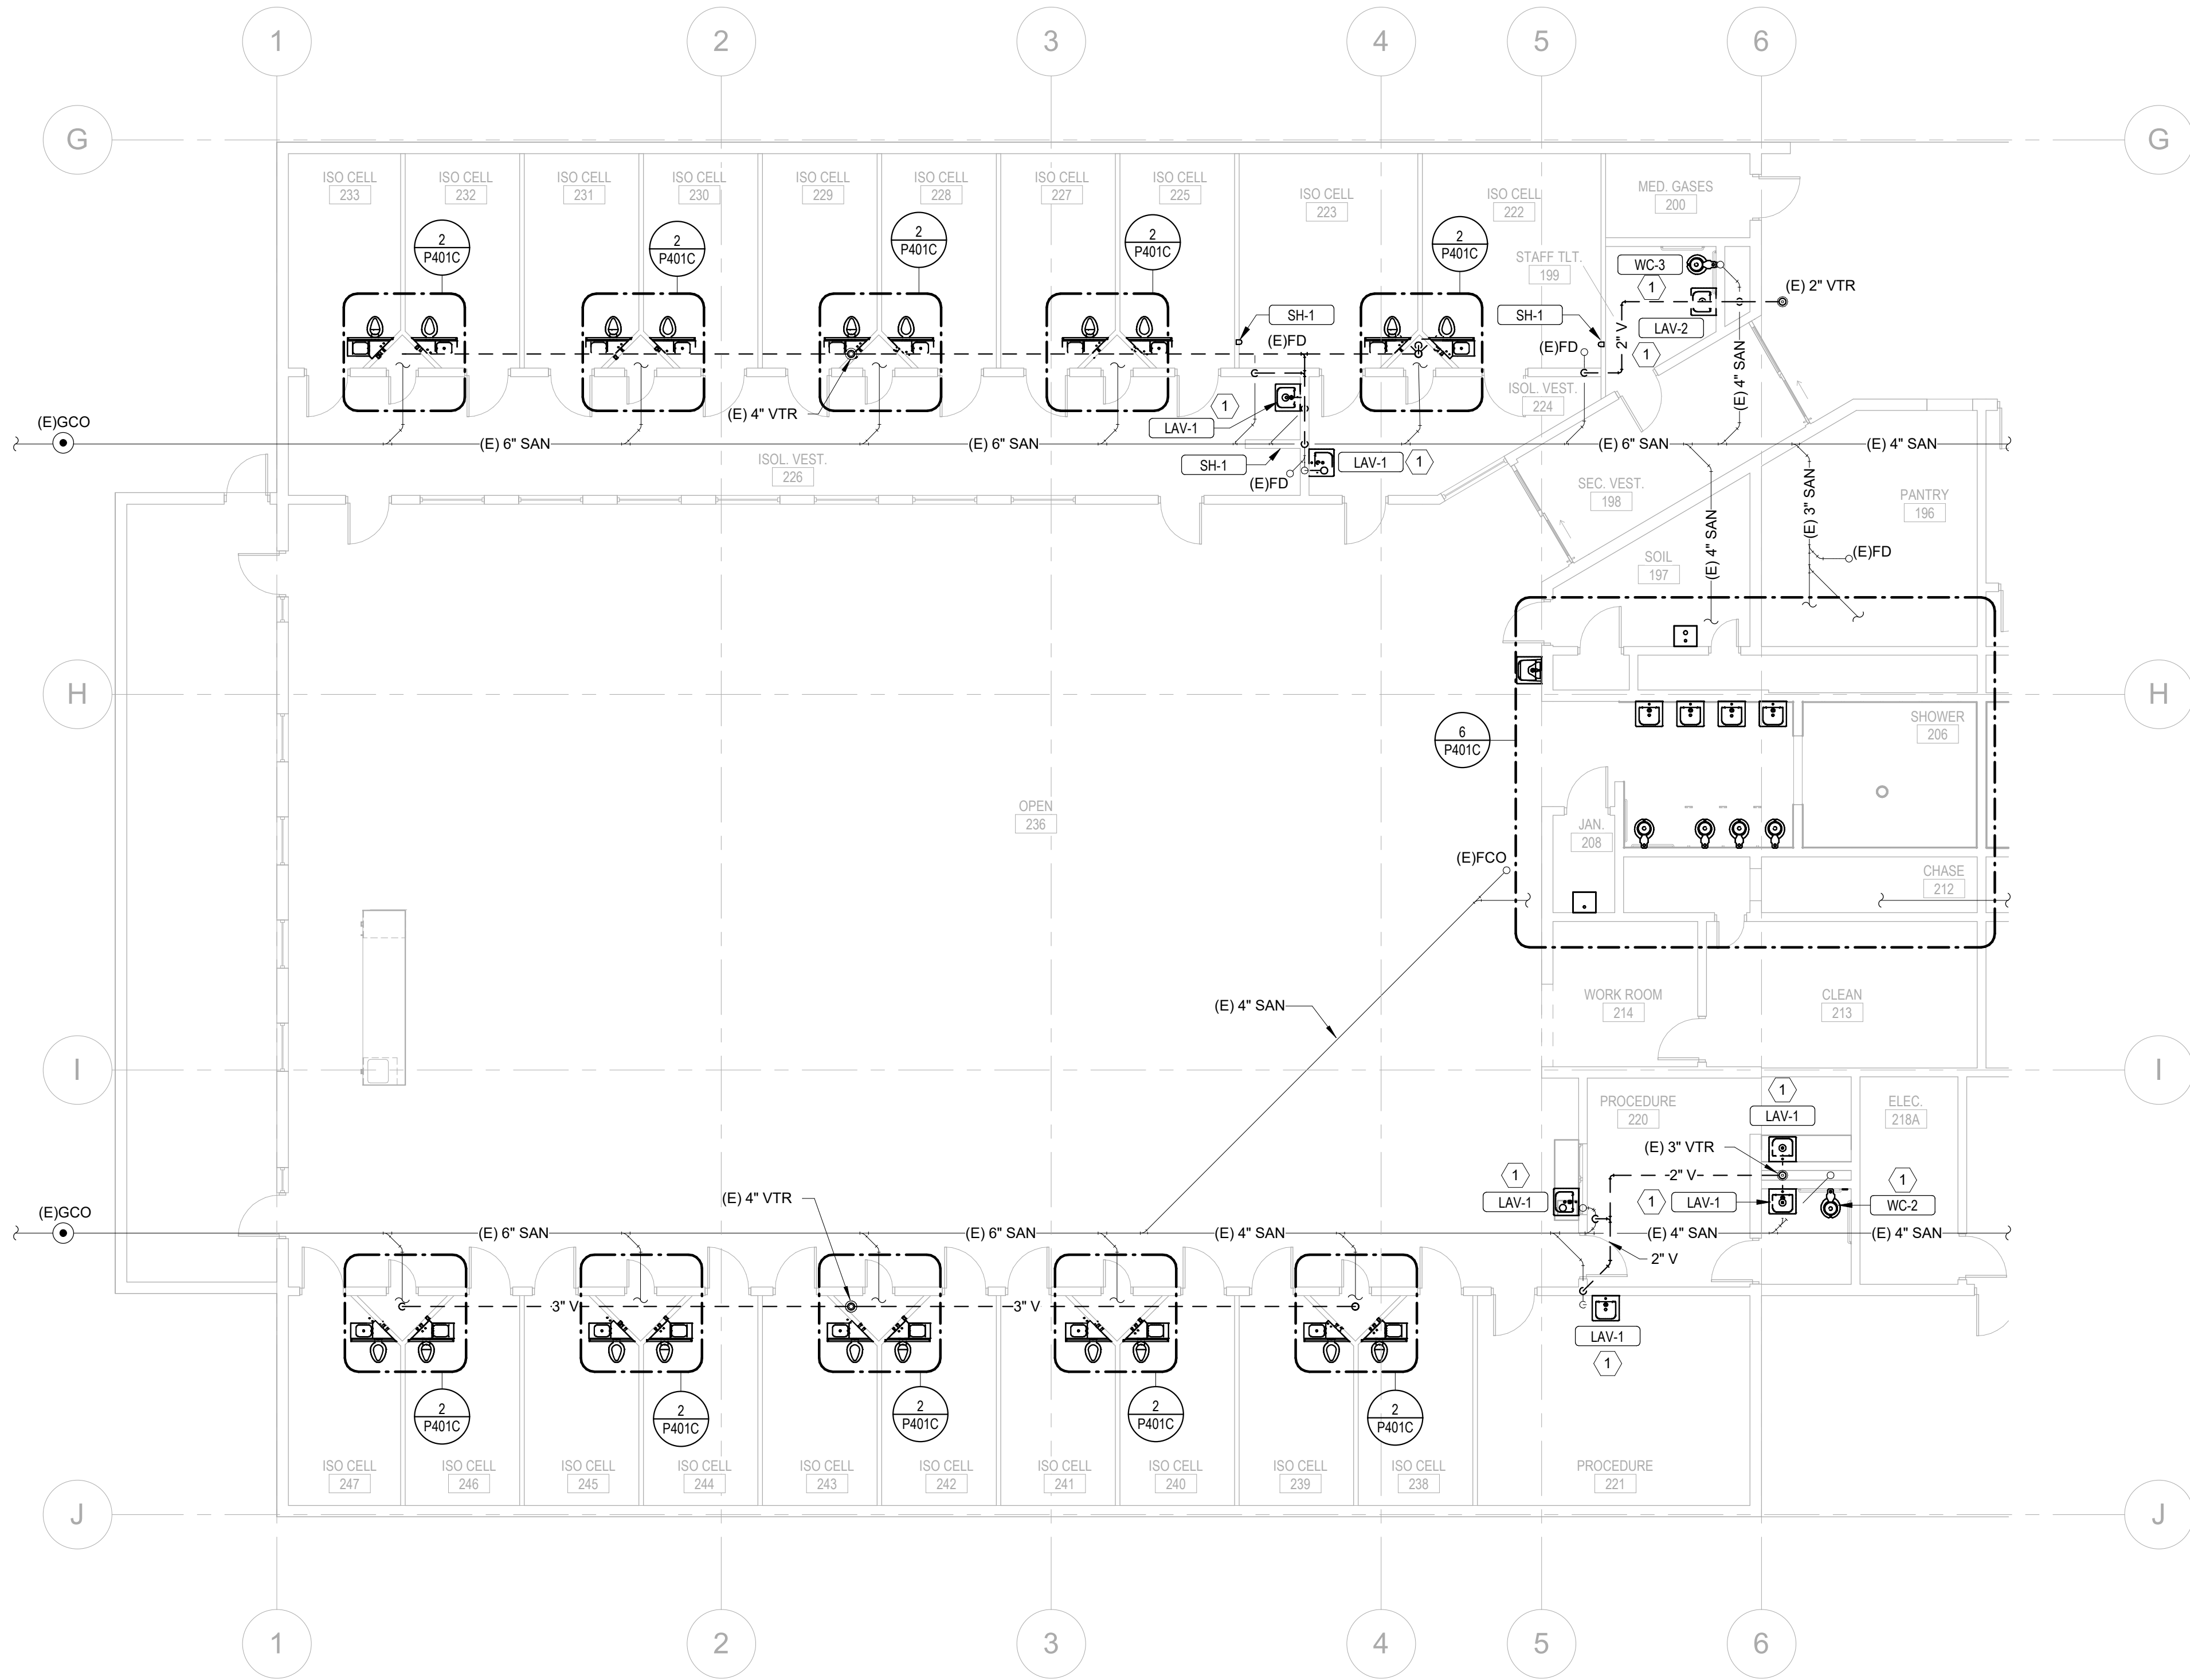 1
2
3
4
5
6
G
G
ISO CELL
233
ISO CELL
232
ISO CELL
231
ISO CELL
230
ISO CELL
229
ISO CELL
228
ISO CELL
227
ISO CELL
225
ISO CELL
223
ISO CELL
222
MED. GASES
200
2
P401C
2
P401C
2
P401C
2
P401C
2
P401C
STAFF TLT.
199
WC-3
1
(E) 2" VTR
SH-1
SH-1
LAV-2
2" V
1
(E)FD
(E)FD
(E) 4" SAN
ISOL. VEST.
224
(E) 4" VTR
1
LAV-1
(E)GCO
(E) 6" SAN
(E) 6" SAN
(E) 6" SAN
(E) 4" SAN
ISOL. VEST.
226
SH-1
LAV-1
1
(E)FD
SEC. VEST.
198
PANTRY
196
(E) 3" SAN
(E) 4" SAN
(E)FD
SOIL
197
H
H
SHOWER
206
6
P401C
OPEN
236
JAN.
208
(E)FCO
CHASE
212
(E) 4" SAN
WORK ROOM
214
CLEAN
213
I
I
PROCEDURE
220
1
LAV-1
ELEC.
218A
(E) 3" VTR
2" V
1
LAV-1
1
LAV-1
1
WC-2
(E) 4" VTR
(E)GCO
(E) 6" SAN
(E) 6" SAN
(E) 4" SAN
(E) 4" SAN
(E) 4" SAN
2" V
3" V
3" V
LAV-1
1
2
P401C
2
P401C
2
P401C
2
P401C
2
P401C
ISO CELL
247
ISO CELL
246
ISO CELL
245
ISO CELL
244
ISO CELL
243
ISO CELL
242
ISO CELL
241
ISO CELL
240
ISO CELL
239
ISO CELL
238
PROCEDURE
221
J
J
1
2
3
4
5
6